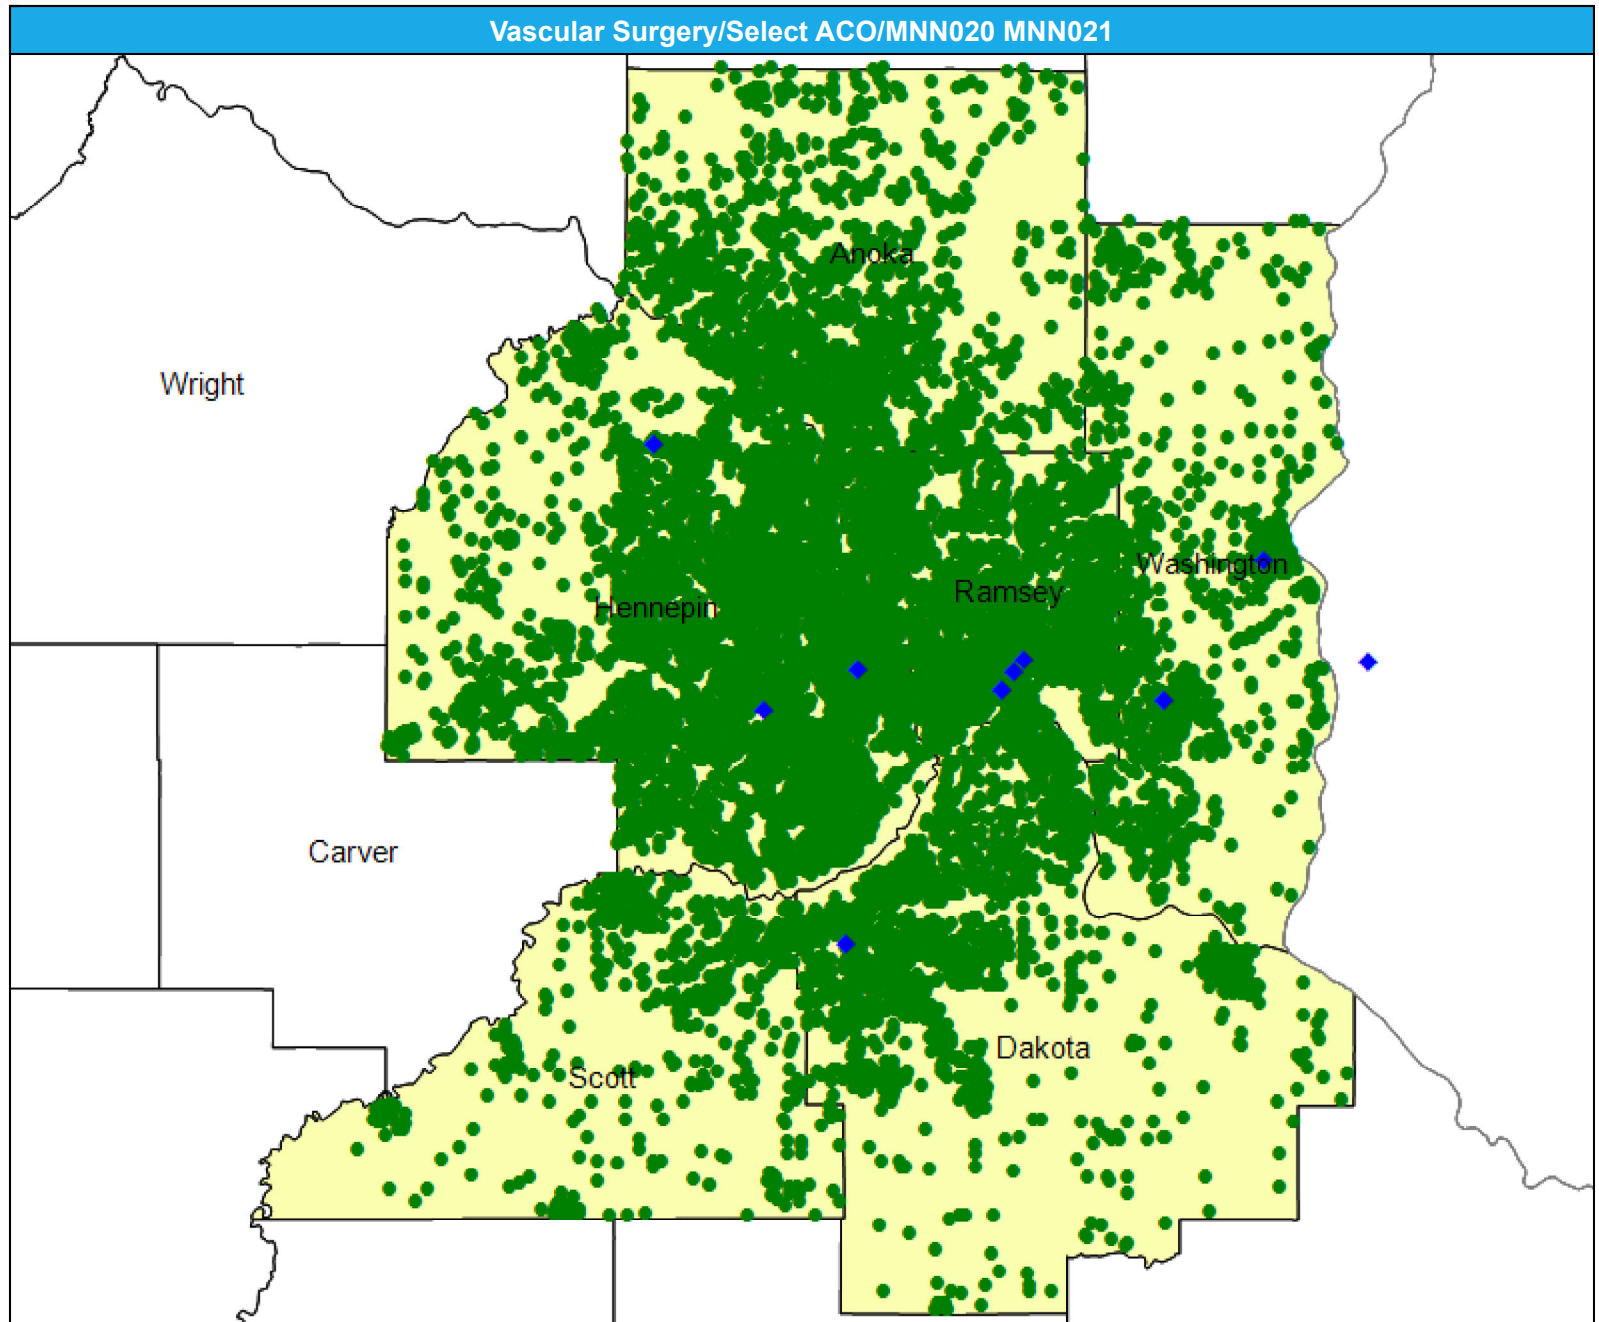 Vascular Surgery/Select ACO/MNN020 MNN021
Anoka
Wright
Washington
Ramsey
Hennepin
Carver
Dakota
Scott